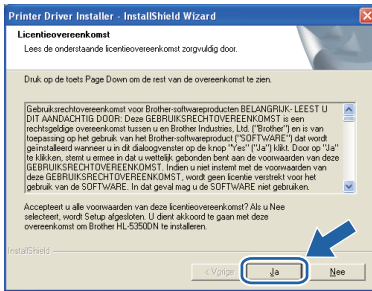 Printer Driver Installer - InstallShield Wizard
Licentieovereenkomst
Lees de onderstaande licentieovereenkomst zorgvuldig door.
Druk op de toets Page Down om de rest van de overeenkomst te zien.
Gebruiksrechtovereenkomst voor Brother-softwareproducten BELANGRIJK- LEEST U
DIT AANDACHTIG DOOR: Deze GEBRUIKSRECHTOVEREENKOMST is een
rechtsgeldige overeenkomst tussen u en Brother Industries, Ltd. ("Brother") en is van
toepassing op het gebruik van het Brother-softwareproduct ("SOFTWARE") dat wordt
geïnstalleerd wanneer u in dit dialoogvenster op de knop "Yes" ("Ja") klikt. Door op "Ja"
te klikken, stemt u ermee in dat u wettelijk gebonden bent aan de voorwaarden van deze
GEBRUIKSRECHTOVEREENKOMST. Indien u niet instemt met de voorwaarden van
deze GEBRUIKSRECHTOVEREENKOMST, wordt geen licentie verstrekt voor het
gebruik van de SOFTWARE. In dat geval mag u de SOFTWARE niet gebruiken.
Accepteert u alle voorwaarden van deze licentieovereenkomst? Als u Nee
selecteert, wordt Setup afgesloten. U dient akkoord te gaan met deze
overeenkomst om Brother HL-5350DN te installeren.
InstallShield
< Vorige Ja Nee